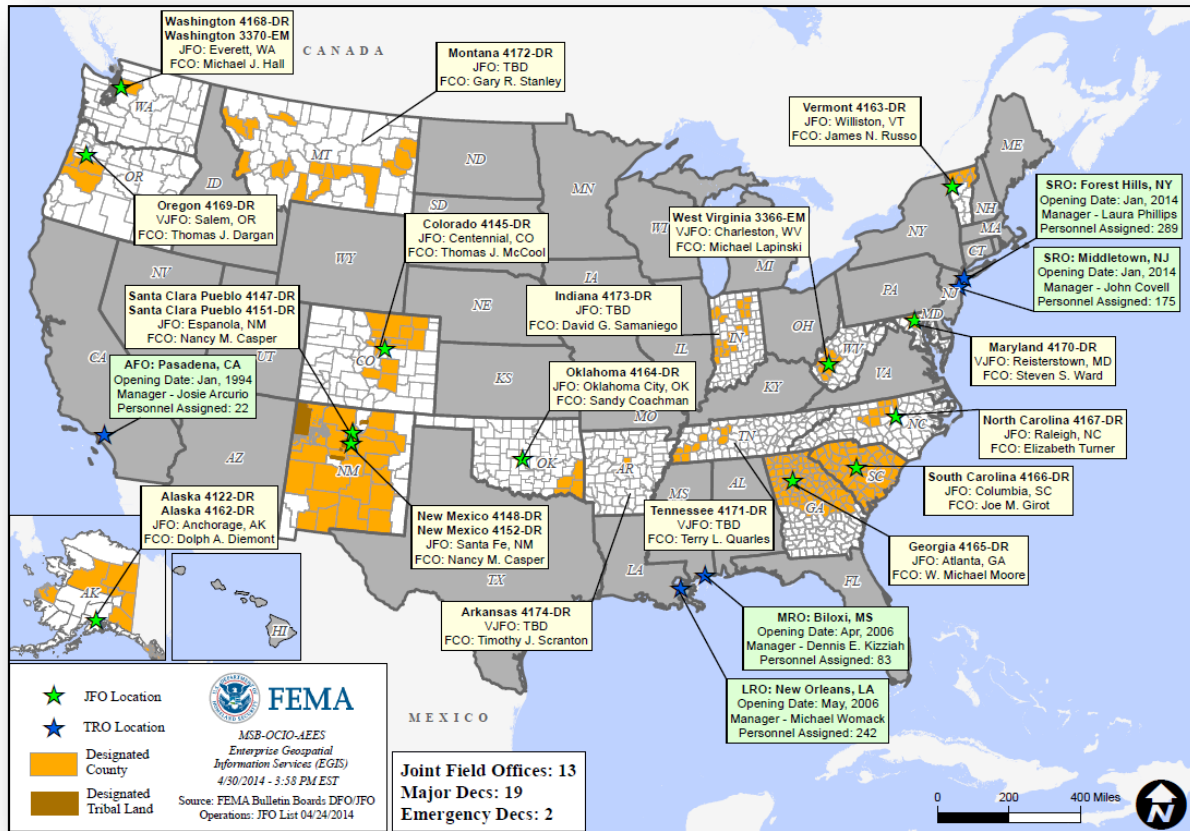 Washington 4168-DR
Washington 3370-EM
JFO: Everett, WA
FCO: Michael J. Hall
CANADA
Montana 4172-DR
JFO: TBD
FCO: Gary R. Stanley
Vermont 4163-DR
JFO: Williston, VT
FCO: James N. Russo
WA
MT
ND
MN
ME
OR
ID
SD
WI
NH
Oregon 4169-DR
VJFO: Salem, OR
FCO: Thomas J. Dargan
Colorado 4145-DR
JFO: Centennial, CO
FCO: Thomas J. McCool
West Virginia 3366-EM
VJFO: Charleston, WV
FCO: Michael Lapinski
SRO: Forest Hills, NY
Opening Date: Jan, 2014
Manager - Laura Phillips
Personnel Assigned: 289
NY
MA
CT
WY
MI
IA
NV
NE
PA
NJ
SRO: Middletown, NJ
Opening Date: Jan, 2014
Manager - John Covell
Personnel Assigned: 175
Santa Clara Pueblo 4147-DR
Santa Clara Pueblo 4151-DR
JFO: Espanola, NM
FCO: Nancy M. Casper
Indiana 4173-DR
JFO: TBD
FCO: David G. Samaniego
IN
OH
MD
CA
UT
CO
IL
WV
Maryland 4170-DR
VJFO: Reisterstown, MD
FCO: Steven S. Ward
AFO: Pasadena, CA
Opening Date: Jan, 1994
Manager - Josie Arcurio
Personnel Assigned: 22
Oklahoma 4164-DR
JFO: Oklahoma City, OK
FCO: Sandy Coachman
KS
MO
KY
VA
North Carolina 4167-DR
JFO: Raleigh, NC
FCO: Elizabeth Turner
NC
TN
AZ
NM
OK
AR
SC
South Carolina 4166-DR
JFO: Columbia, SC
FCO: Joe M. Girot
MS
AL
GA
Alaska 4122-DR
Alaska 4162-DR
JFO: Anchorage, AK
FCO: Dolph A. Diemont
New Mexico 4148-DR
New Mexico 4152-DR
JFO: Santa Fe, NM
FCO: Nancy M. Casper
Tennessee 4171-DR
VJFO: TBD
FCO: Terry L. Quarles
Georgia 4165-DR
JFO: Atlanta, GA
FCO: W. Michael Moore
TX
LA
FL
AK
HI
Arkansas 4174-DR
VJFO: TBD
FCO: Timothy J. Scranton
MRO: Biloxi, MS
Opening Date: Apr, 2006
Manager - Dennis E. Kizziah
Personnel Assigned: 83
LRO: New Orleans, LA
Opening Date: May, 2006
Manager - Michael Womack
Personnel Assigned: 242
MEXICO
JFO Location
TRO Location
Designated
County
Designated
Tribal Land
FEMA
MSB-OCIO-AEES
Enterprise Geospatial
Information Services (EGIS)
4/30/2014 - 3:58 PM EST
Source: FEMA Bulletin Boards DFO/JFO
Operations: JFO List 04/24/2014
Joint Field Offices: 13
Major Decs: 19
Emergency Decs: 2
0 200 400 Miles
N